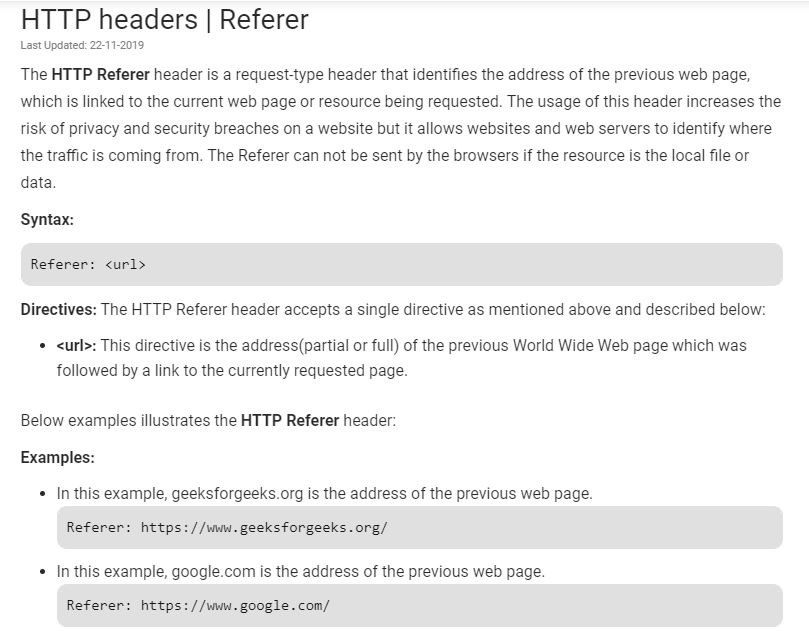 HTTP headers | Referer
Last Updated: 22-11-2019
The HTTP Referer header is a request-type header that identifies the address of the previous web page,
which is linked to the current web page or resource being requested. The usage of this header increases the
risk of privacy and security breaches on a website but it allows websites and web servers to identify where
the traffic is coming from. The Referer can not be sent by the browsers if the resource is the local file or
data.
Syntax:
Referer: <url>
Directives: The HTTP Referer header accepts a single directive as mentioned above and described below:
• <url>: This directive is the address(partial or full) of the previous World Wide Web page which was
followed by a link to the currently requested page.
Below examples illustrates the HTTP Referer header:
Examples:
• In this example, geeksforgeeks.org is the address of the previous web page.
Referer: https://www.geeksforgeeks.org/
• In this example, google.com is the address of the previous web page.
Referer: https://www.google.com/